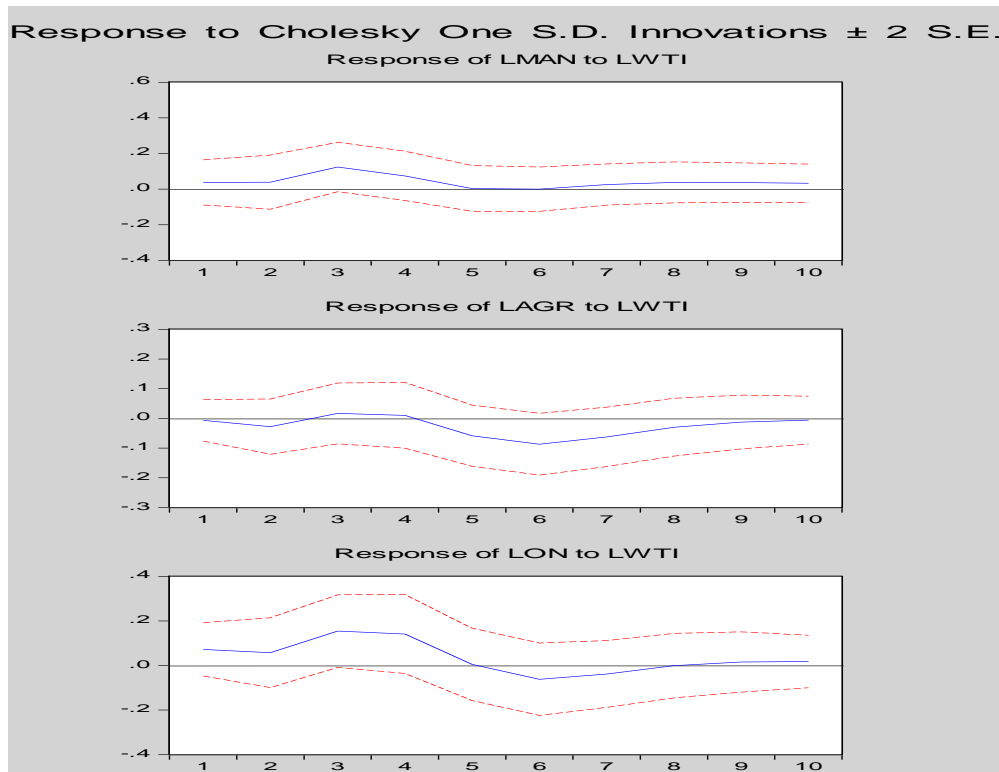 Response to Cholesky One S.D. Innovations ± 2 S.E.
Response of LMAN to LWTI
.6
.4
.2
.0
-.2
-.4
1 2 3 4 5 6 7 8 9 10
Response of LAGR to LWTI
.3
.2
.1
.0
-.1
-.2
-.3
1 2 3 4 5 6 7 8 9 10
Response of LON to LWTI
.4
.2
.0
-.2
-.4
1 2 3 4 5 6 7 8 9 10